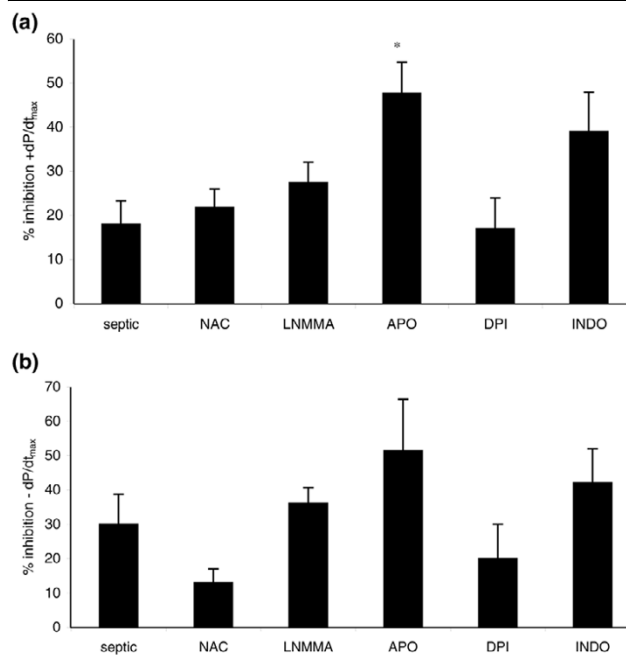 (a)
*
60
50
40
30
20
10
0
% inhibition +dP/dtmax
septic NAC LNMMA APO DPI INDO
(b)
70
60
50
40
30
20
10
0
% inhibition - dP/dtmax
septic NAC LNMMA APO DPI INDO